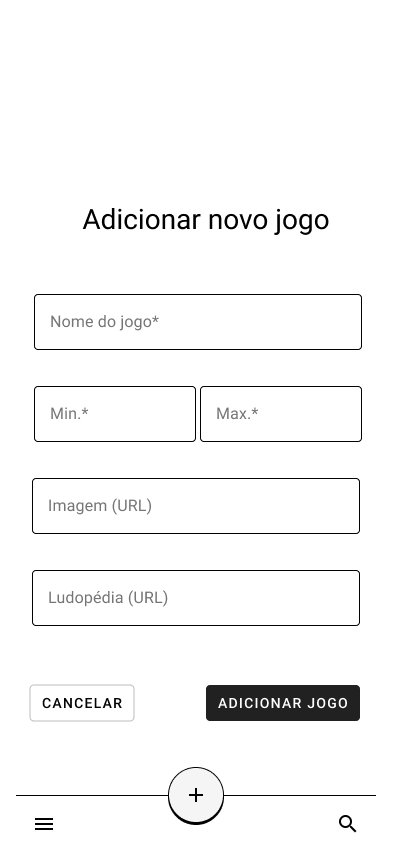 Adicionar novo jogo
Nome do jogo*
Min.* Max.*
Imagem (URL)
Ludopédia (URL)
CANCELAR ADICIONAR JOGO